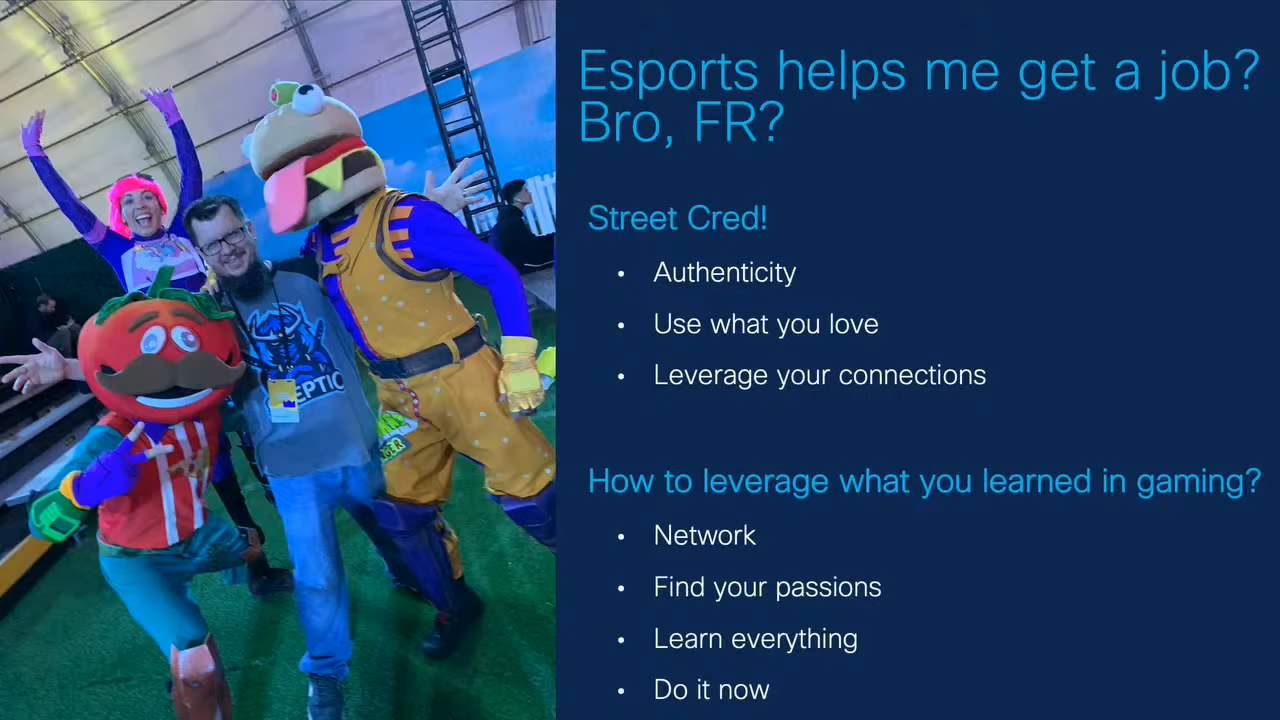 Esports helps me get a job?
Bro, FR?
Street Cred!
• Authenticity
• Use what you love
• Leverage your connections
How to leverage what you learned in gaming?
• Network
• Find your passions
• Learn everything
• Do it now